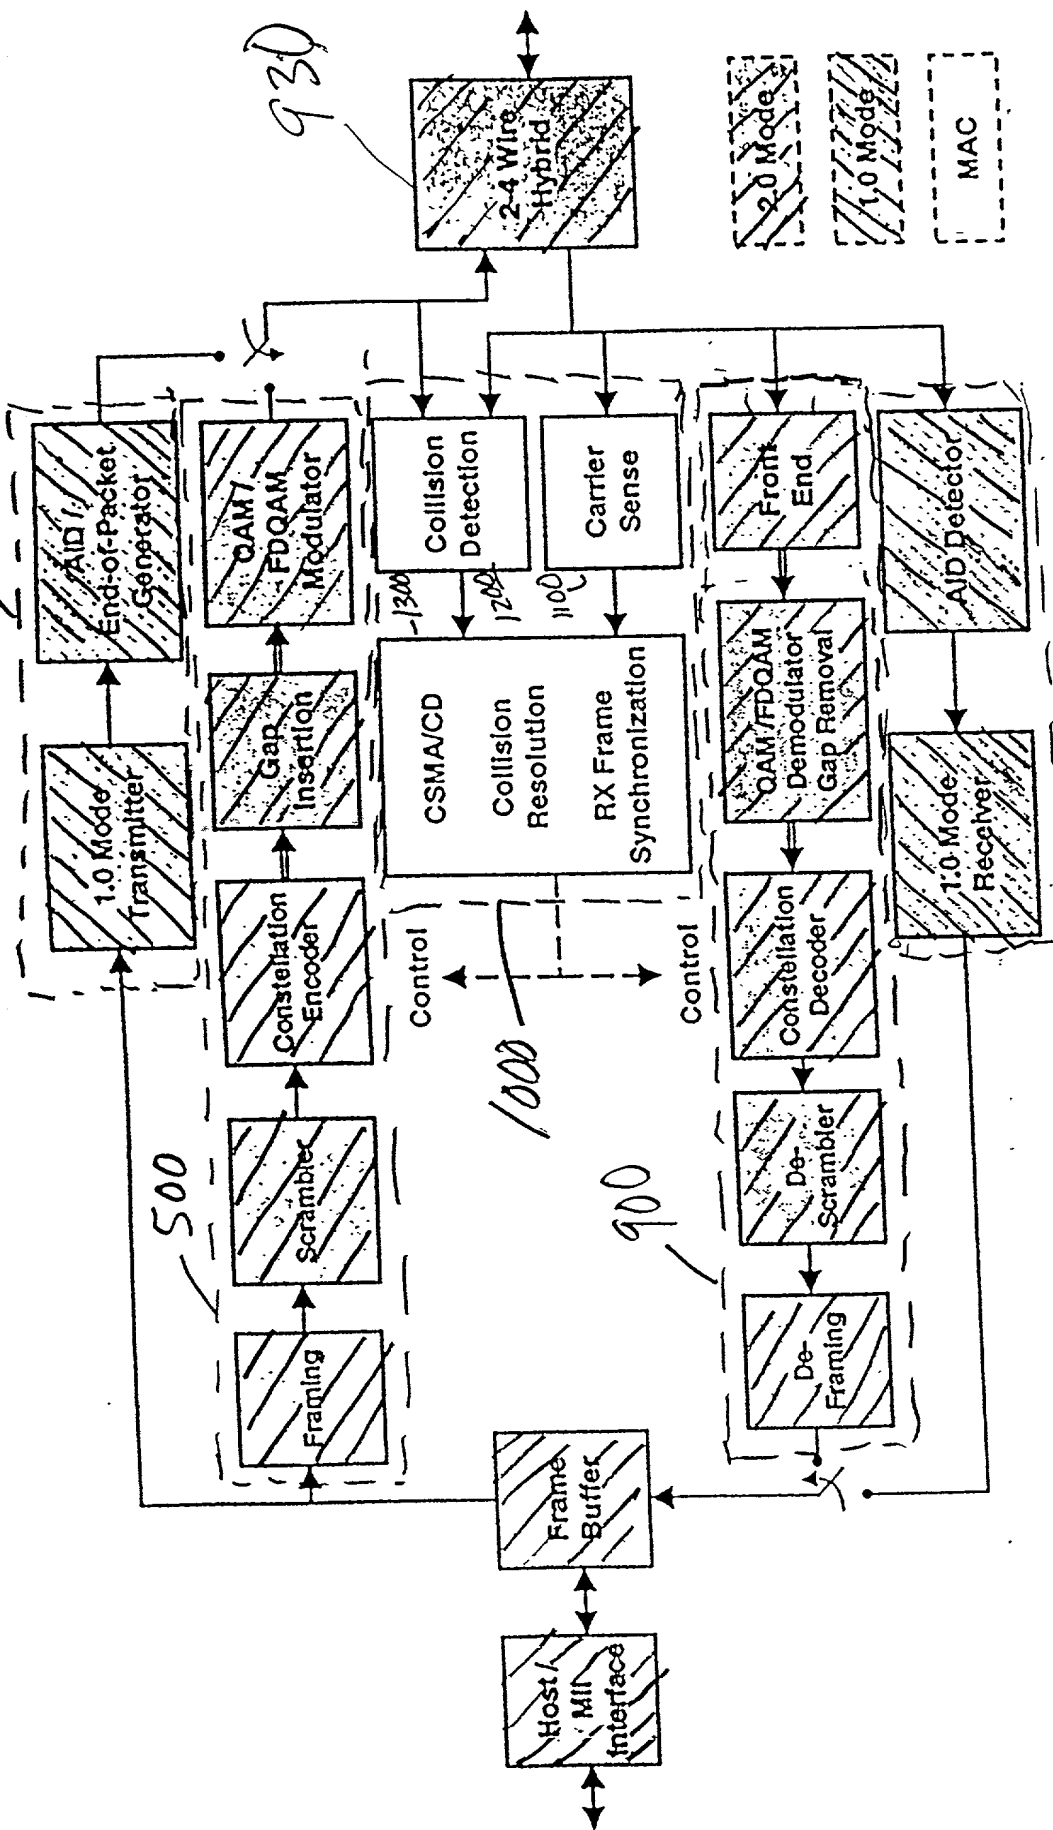 930
2-4 Wire
Hybrid
2.0 Mode
1.0 Mode
MAC
AID /
End-of-Packet
Generator
1.0 Mode
Transmitter
QAM /
FDQAM
Modulator
Gap
Insertion
Constellation
Encoder
Scrambler
Framing
500
Collision
Detection
Carrier
Sense
1300
1200
1100
CSMA/CD
Collision
Resolution
RX Frame
Synchronization
Control
Control
1000
Front
End
QAM/FDQAM
Demodulator
Gap Removal
Constellation
Decoder
De-
Scrambler
De-
Framing
900
AID Detector
1.0 Mode
Receiver
Frame
Buffer
Host/
MII
Interface